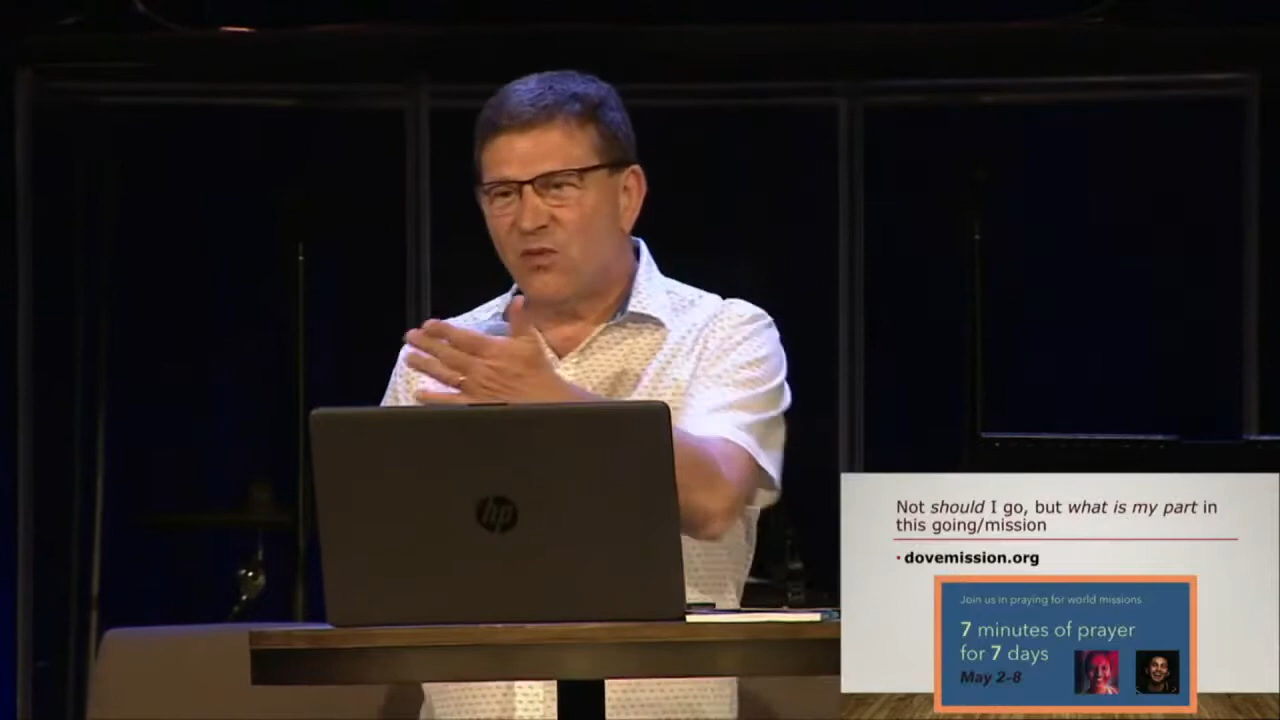 hp
Not should I go, but what is my part in
this going/mission
• dovemission.org
Join us in praying for world missions
7 minutes of prayer
for 7 days
May 2-8